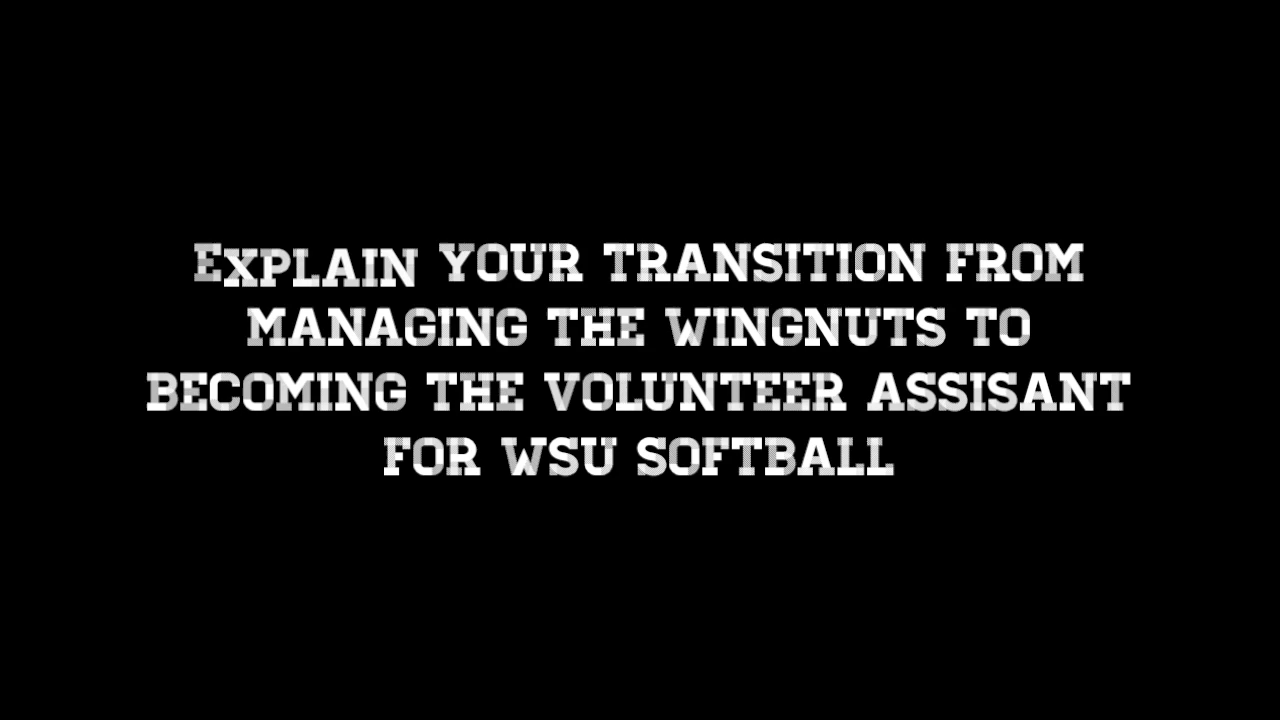 Explain your transition from
managing the Wingnuts to
becoming the volunteer assisant
for WSU Softball